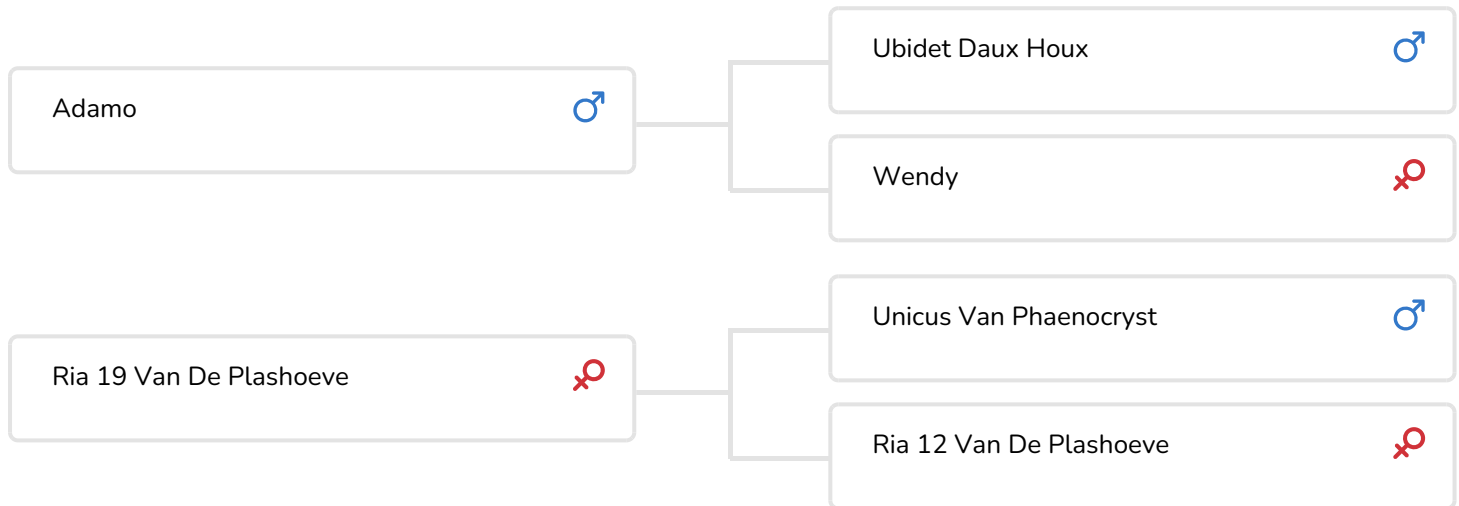 Ubidet Daux Houx
Adamo
Wendy
Unicus Van Phaenocryst
Ria 19 Van De Plashoeve
Ria 12 Van De Plashoeve